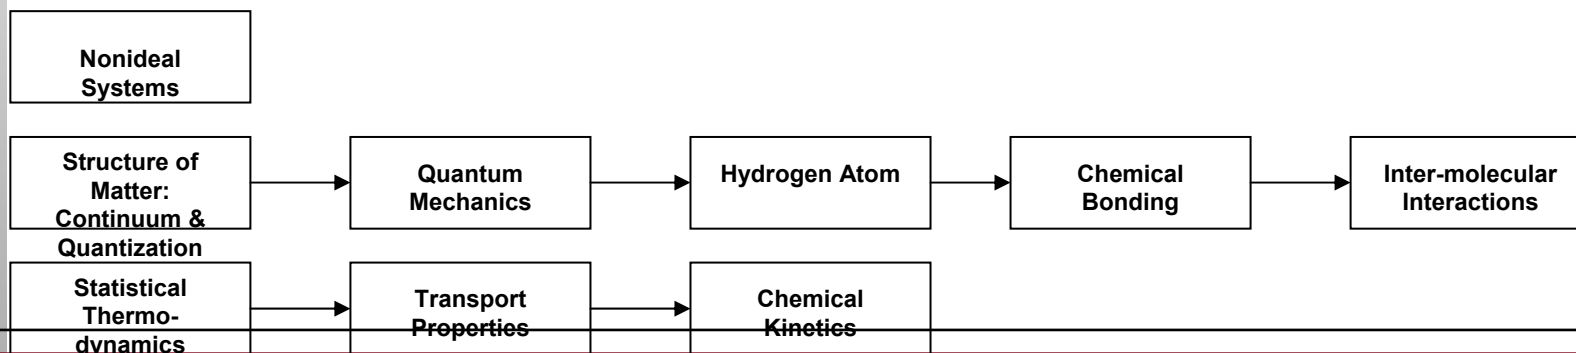 Nonideal
Systems
Structure of
Matter:
Continuum &
Quantization
Quantum
Mechanics
Hydrogen Atom
Chemical
Bonding
Inter-molecular
Interactions
Statistical
Thermo-
dynamics
Transport
Properties
Chemical
Kinetics